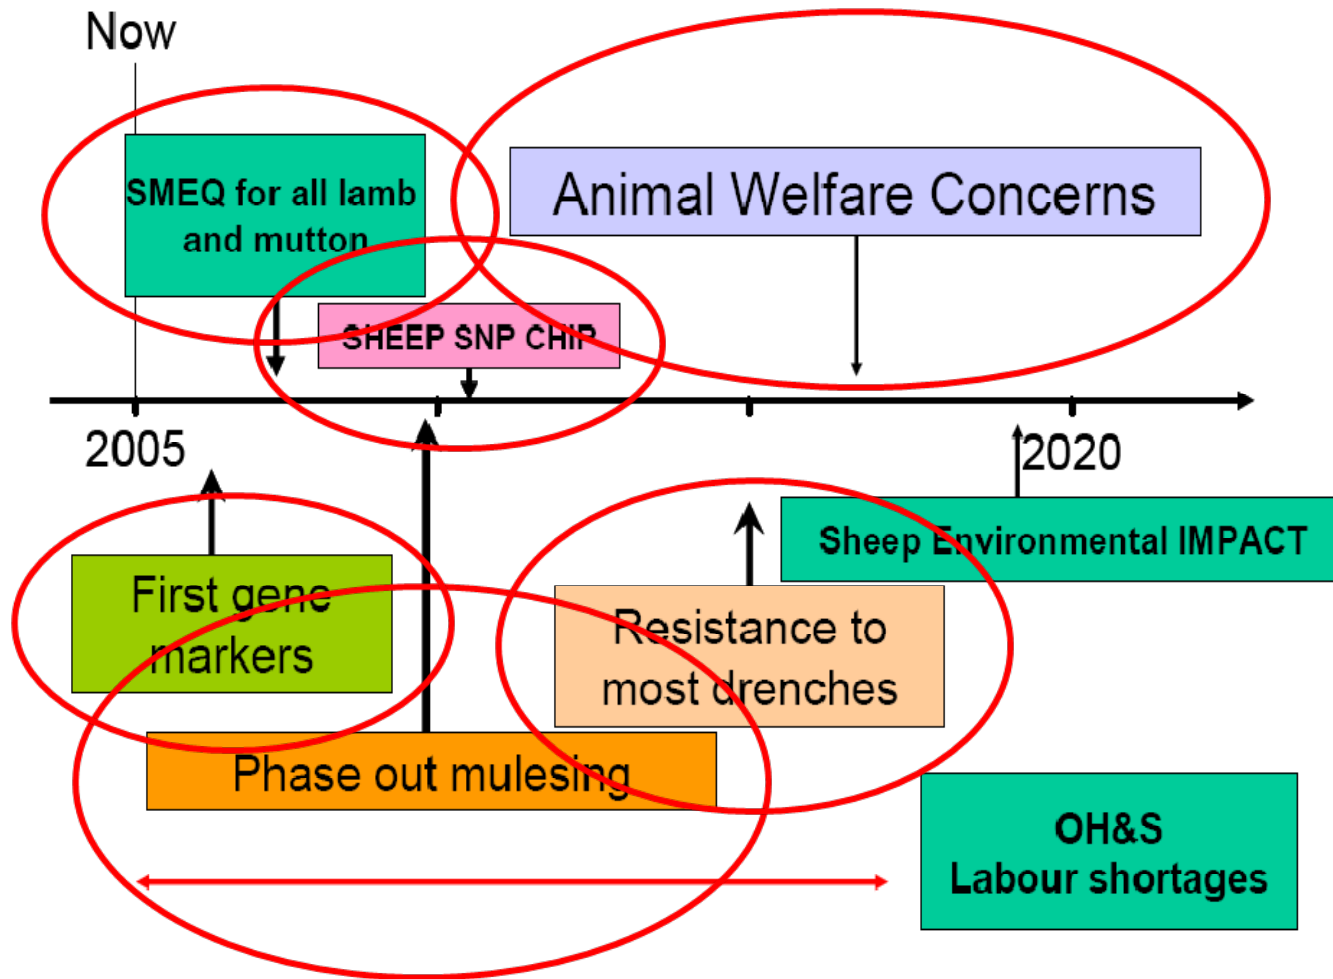 Now
SMEQ for all lamb
and mutton
Animal Welfare Concerns
SHEEP SNP CHIP
2005
2020
Sheep Environmental IMPACT
First gene
markers
Resistance to
most drenches
Phase out mulesing
OH&S
Labour shortages